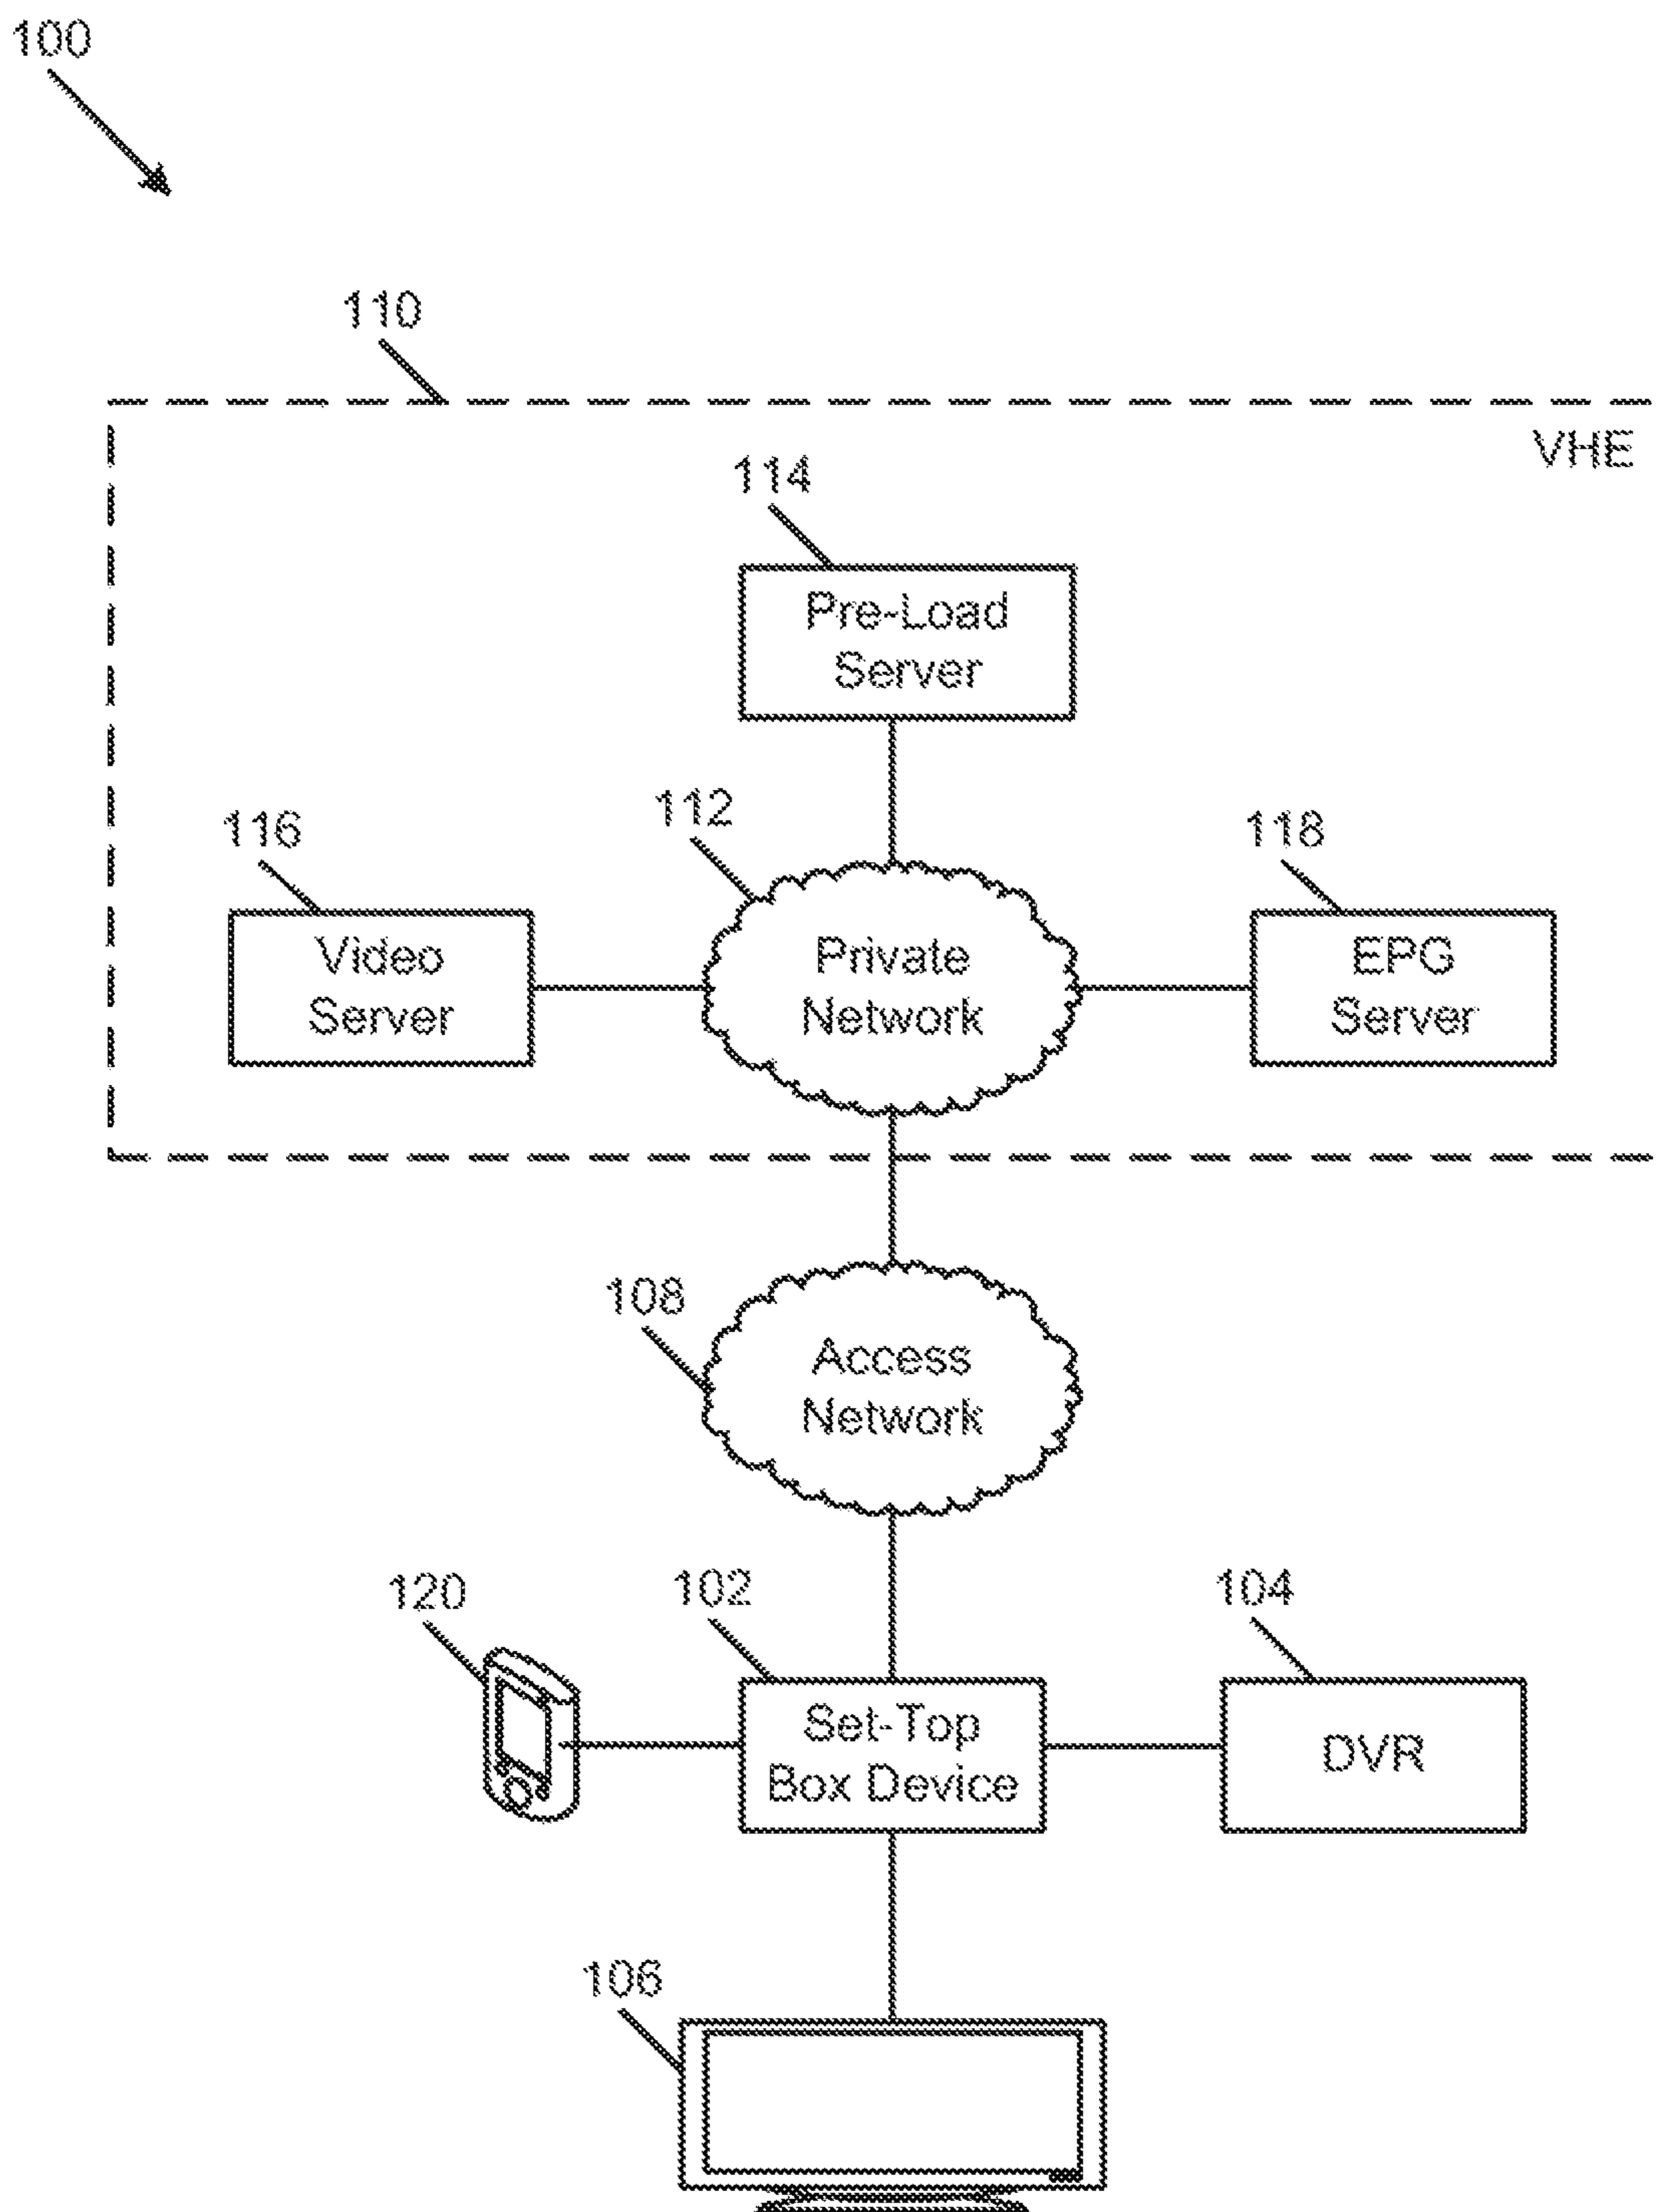 100
110
VHE
114
Pre-Load
Server
112
116
118
Video
Server
Private
Network
EPG
Server
108
Access
Network
120
102
104
Set-Top
Box Device
DVR
106